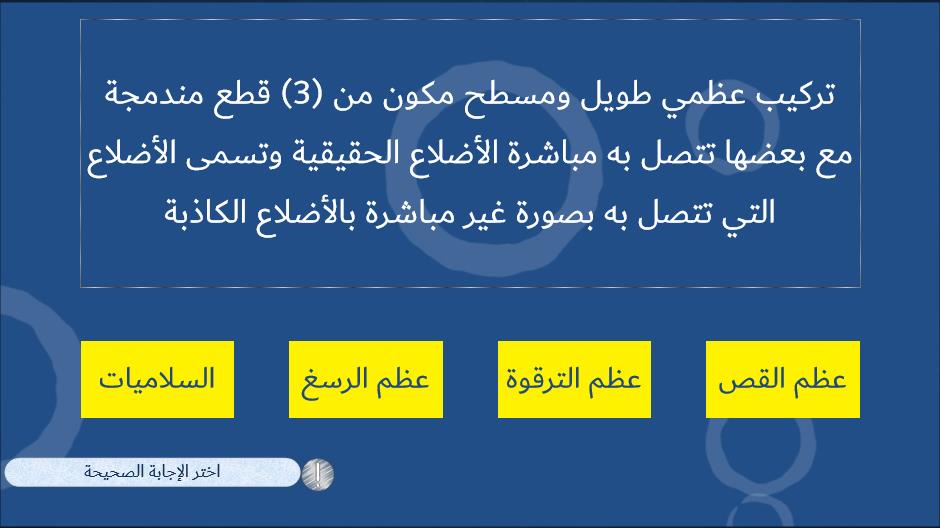 تركيب عظمي طويل ومسطح مكون من (3) قطع مندمجة
مع بعضها تتصل به مباشرة الأضلاع الحقيقية وتسمى الأضلاع
التي تتصل به بصورة غير مباشرة بالأضلاع الكاذبة
عظم القص
عظم الترقوة
عظم الرسغ
السلاميات
اختر الإجابة الصحيحة